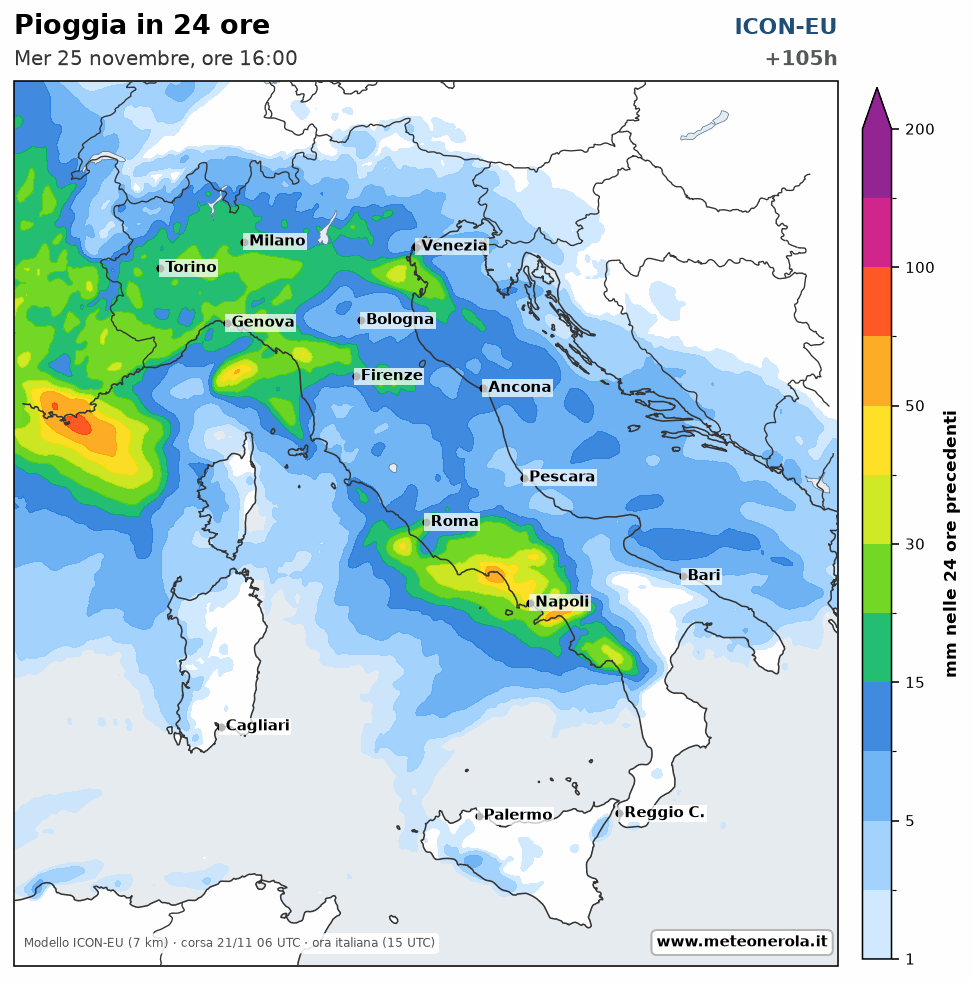 Pioggia in 24 ore
ICON-EU
Mer 25 novembre, ore 16:00
+105h
200
100
50
30
15
5
1
mm nelle 24 ore precedenti
Milano
Venezia
Torino
Genova
Bologna
Firenze
Ancona
Pescara
Roma
Bari
Napoli
Cagliari
Palermo
Reggio C.
Modello ICON-EU (7 km) · corsa 21/11 06 UTC · ora italiana (15 UTC)
www.meteonerola.it